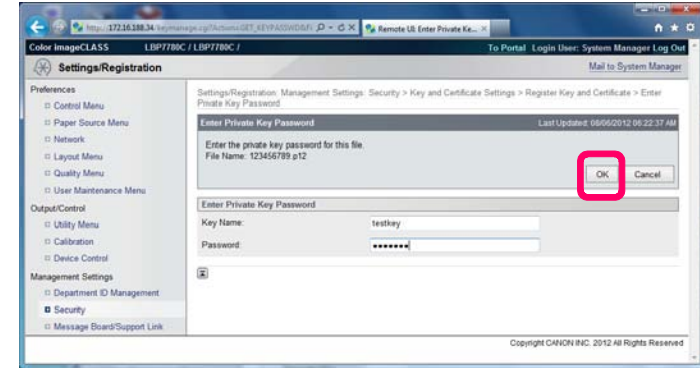 http://172.16.188.34/keymanage.cgi?Action=GET_KEYPASSWD&Fi
Remote UI: Enter Private Ke...
Color imageCLASS LBP7780C / LBP7780C /
To Portal Login User: System Manager Log Out
Settings/Registration
Mail to System Manager
Preferences
Control Menu
Paper Source Menu
Network
Layout Menu
Quality Menu
User Maintenance Menu
Output/Control
Utility Menu
Calibration
Device Control
Management Settings
Department ID Management
Security
Message Board/Support Link
Settings/Registration: Management Settings: Security > Key and Certificate Settings > Register Key and Certificate > Enter
Private Key Password
Enter Private Key Password
Last Updated: 06/06/2012 06:22:37 AM
Enter the private key password for this file.
File Name: 123456789.p12
OK
Cancel
Enter Private Key Password
Key Name:
testkey
Password:
•••••••
Copyright CANON INC. 2012 All Rights Reserved